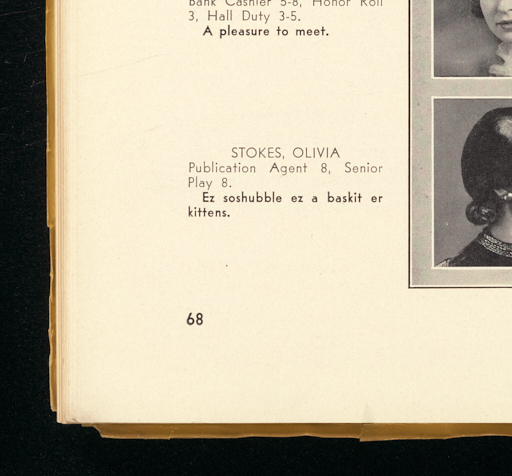 Bank Cashier 5-8, Honor Roll
3, Hall Duty 3-5.
A pleasure to meet.
STOKES, OLIVIA
Publication Agent 8, Senior
Play 8.
Ez soshubble ez a baskit er
kittens.
68